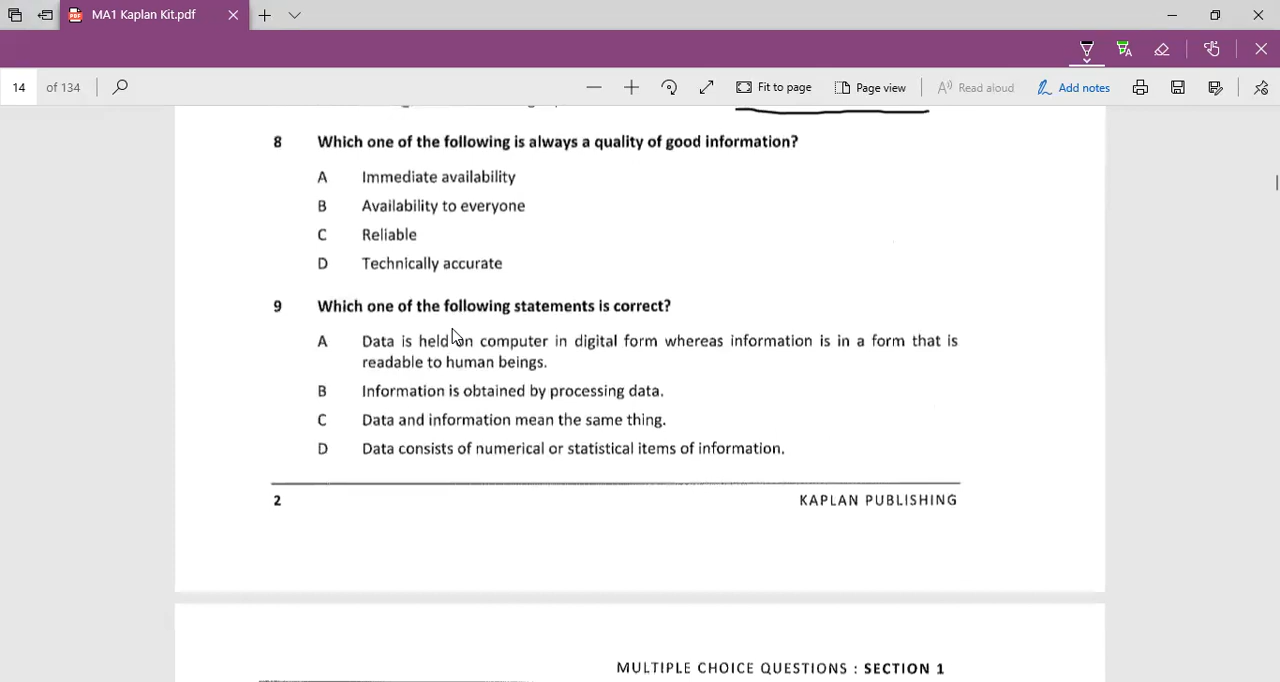 MA1 Kaplan Kit.pdf
14 of 134
Fit to page
Page view
Read aloud
Add notes
8 Which one of the following is always a quality of good information?
A Immediate availability
B Availability to everyone
C Reliable
D Technically accurate
9 Which one of the following statements is correct?
A Data is held on computer in digital form whereas information is in a form that is
readable to human beings.
B Information is obtained by processing data.
C Data and information mean the same thing.
D Data consists of numerical or statistical items of information.
2 KAPLAN PUBLISHING
MULTIPLE CHOICE QUESTIONS : SECTION 1